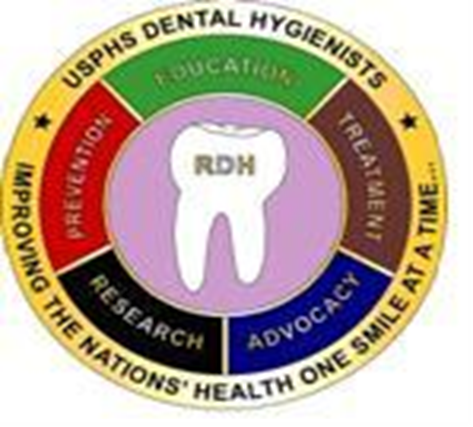 USPHS DENTAL HYGIENISTS
EDUCATION
PREVENTION
TREATMENT
RDH
RESEARCH
ADVOCACY
IMPROVING THE NATIONS' HEALTH ONE SMILE AT A TIME...